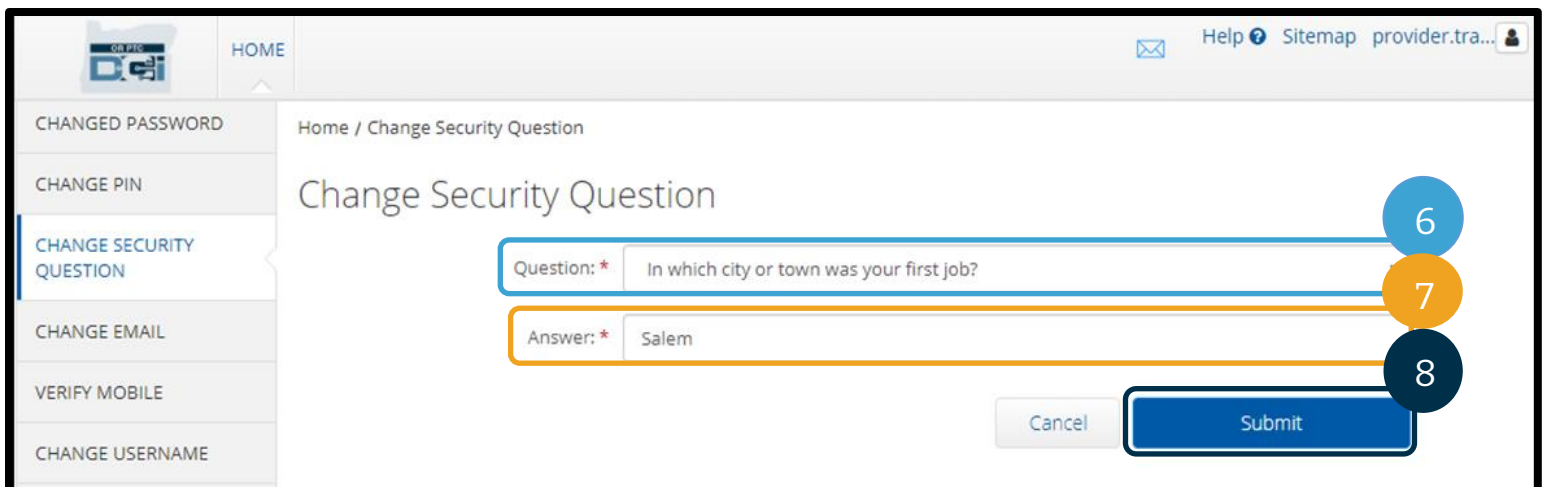 OR PTC
DCi
HOME
Help
Sitemap
provider.tra...
CHANGED PASSWORD
CHANGE PIN
CHANGE SECURITY
QUESTION
CHANGE EMAIL
VERIFY MOBILE
CHANGE USERNAME
Home / Change Security Question
Change Security Question
6
Question: * In which city or town was your first job?
7
Answer: * Salem
8
Cancel
Submit